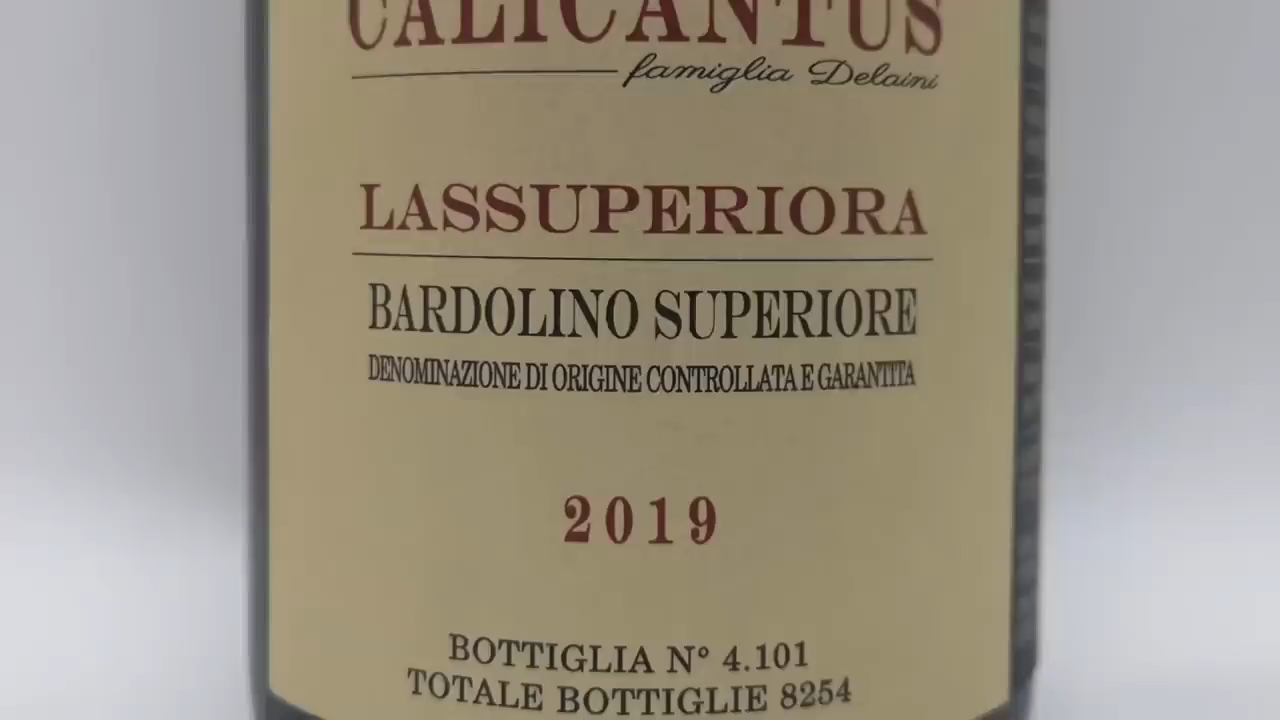 CALICANTUS
famiglia Delaini
LASSUPERIORA
BARDOLINO SUPERIORE
DENOMINAZIONE DI ORIGINE CONTROLLATA E GARANTITA
2019
BOTTIGLIA N° 4.101
TOTALE BOTTIGLIE 8254